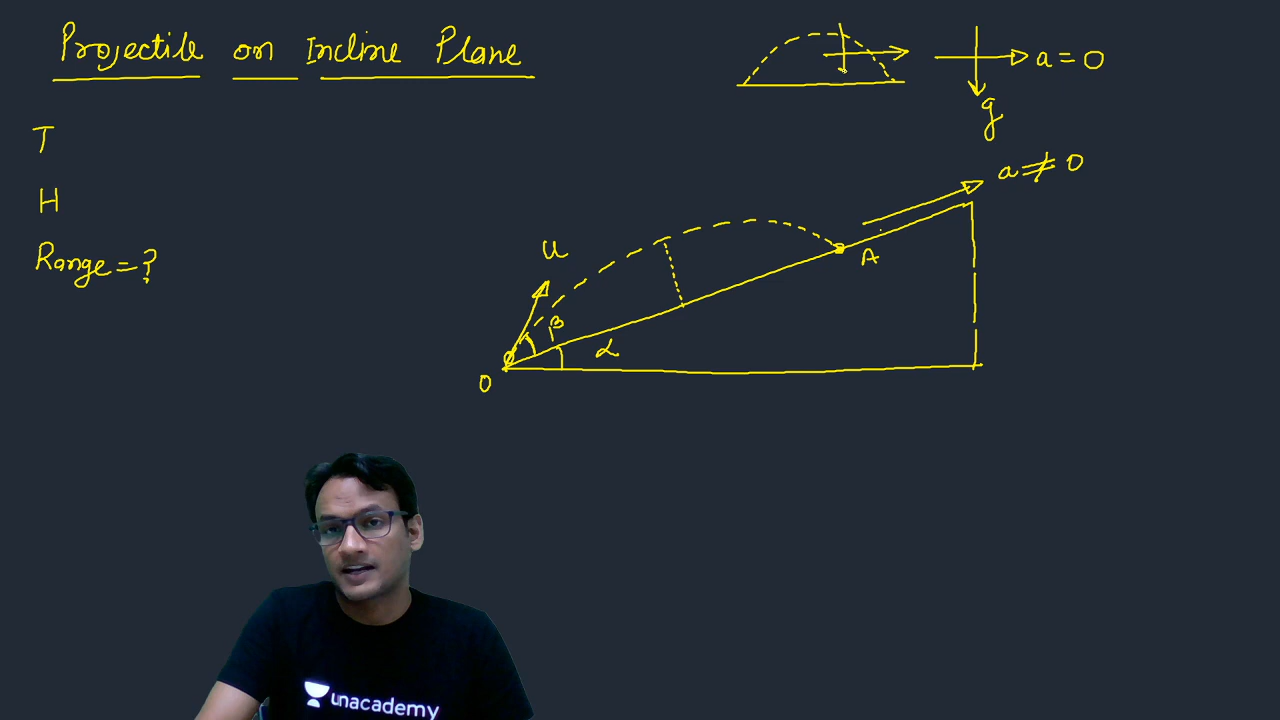 Projectile on Incline Plane
a = 0
g
T
H
Range = ?
a ≠ 0
u
β
α
A
O
unacademy